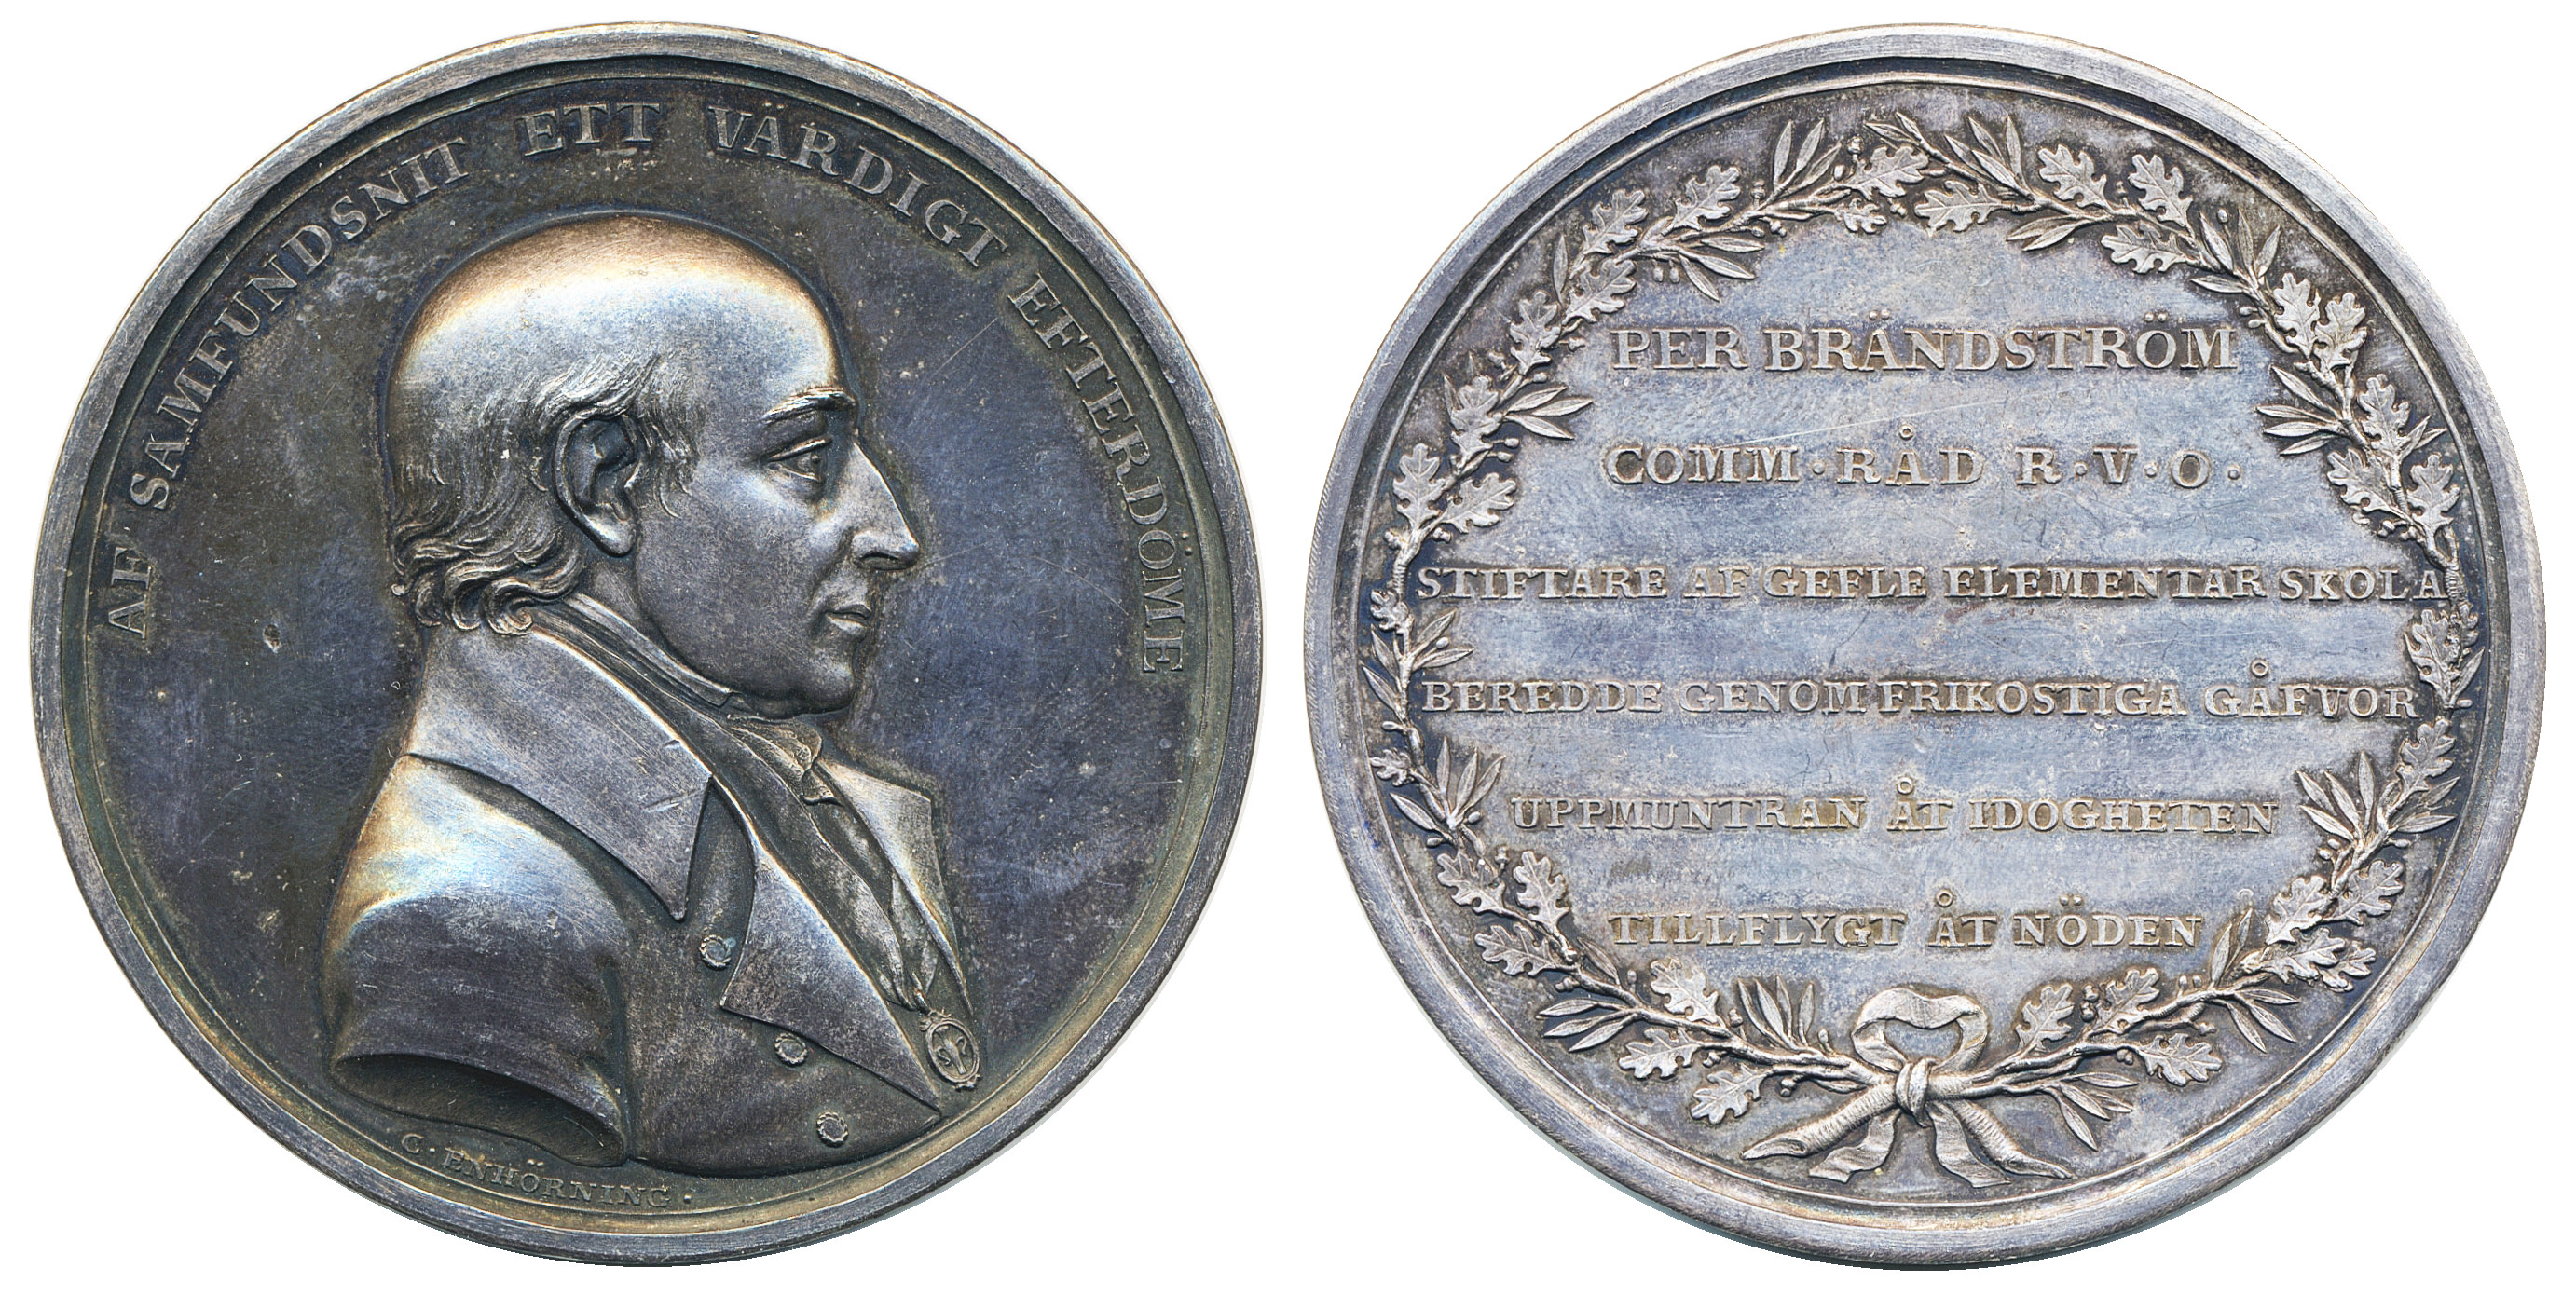 AF SAMFUNDSNIT ETT VÄRDIGT EFTERDÖME
C. ENHÖRNING.
PER BRÄNDSTRÖM
COMM·RÅD R·V·O·
STIFTARE AF GEFLE ELEMENTAR SKOLA
BEREDDE GENOM FRIKOSTIGA GÅFVOR
UPPMUNTRAN ÅT IDOGHETEN
TILLFLYGT ÅT NÖDEN